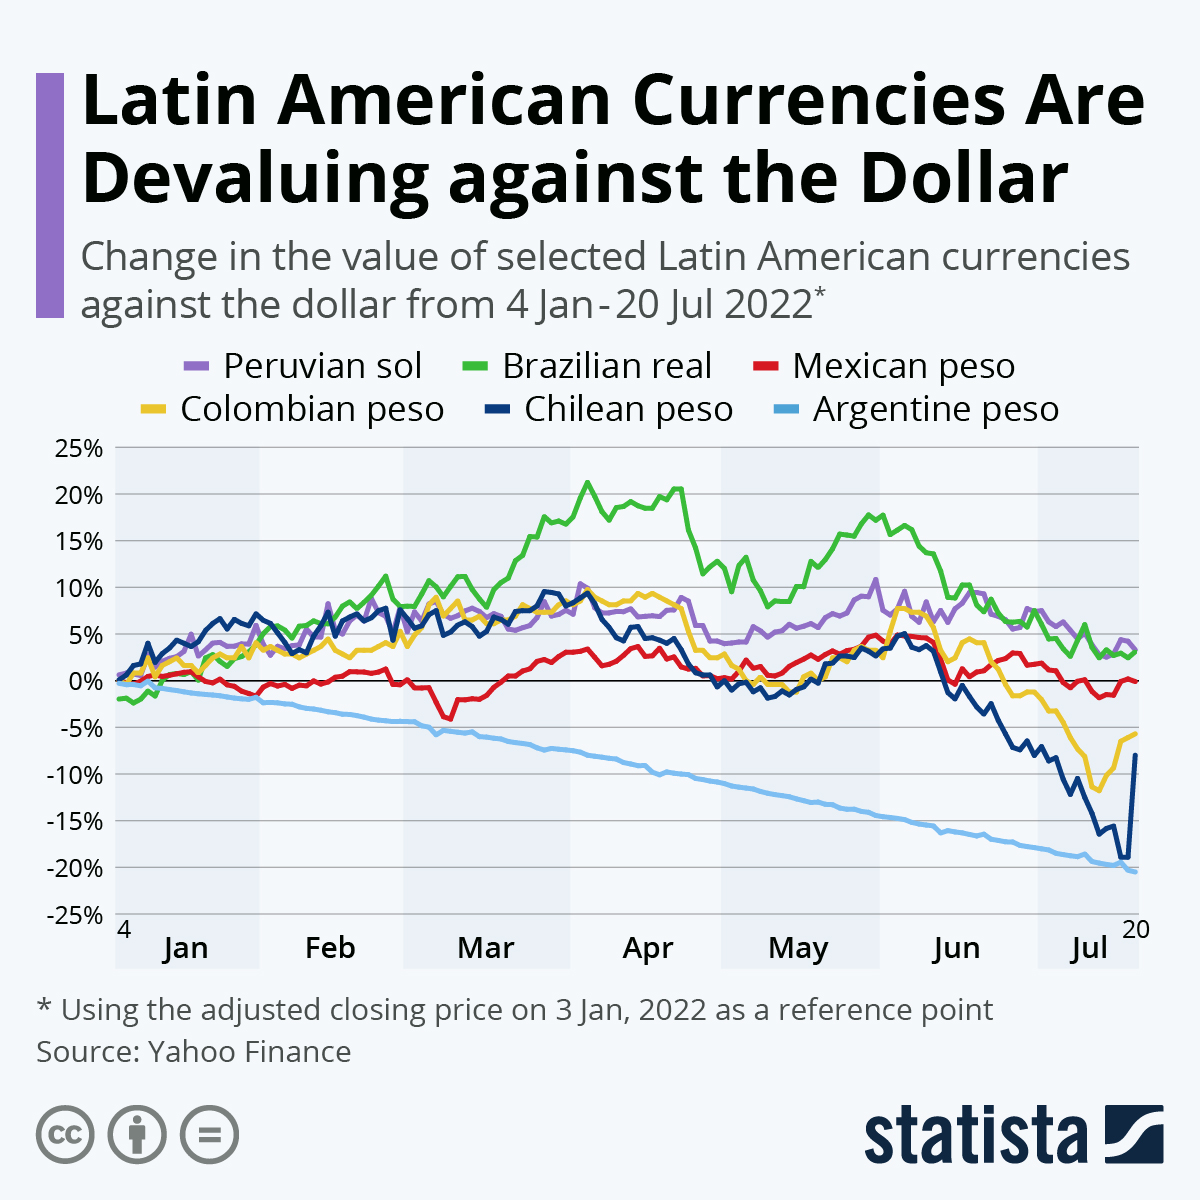 Latin American Currencies Are
Devaluing against the Dollar
Change in the value of selected Latin American currencies
against the dollar from 4 Jan-20 Jul 2022*
Peruvian sol Brazilian real Mexican peso
Colombian peso Chilean peso Argentine peso
25%
20%
15%
10%
5%
0%
-5%
-10%
-15%
-20%
-25%
4 20
Jan Feb Mar Apr May Jun Jul
* Using the adjusted closing price on 3 Jan, 2022 as a reference point
Source: Yahoo Finance
cc =
statista